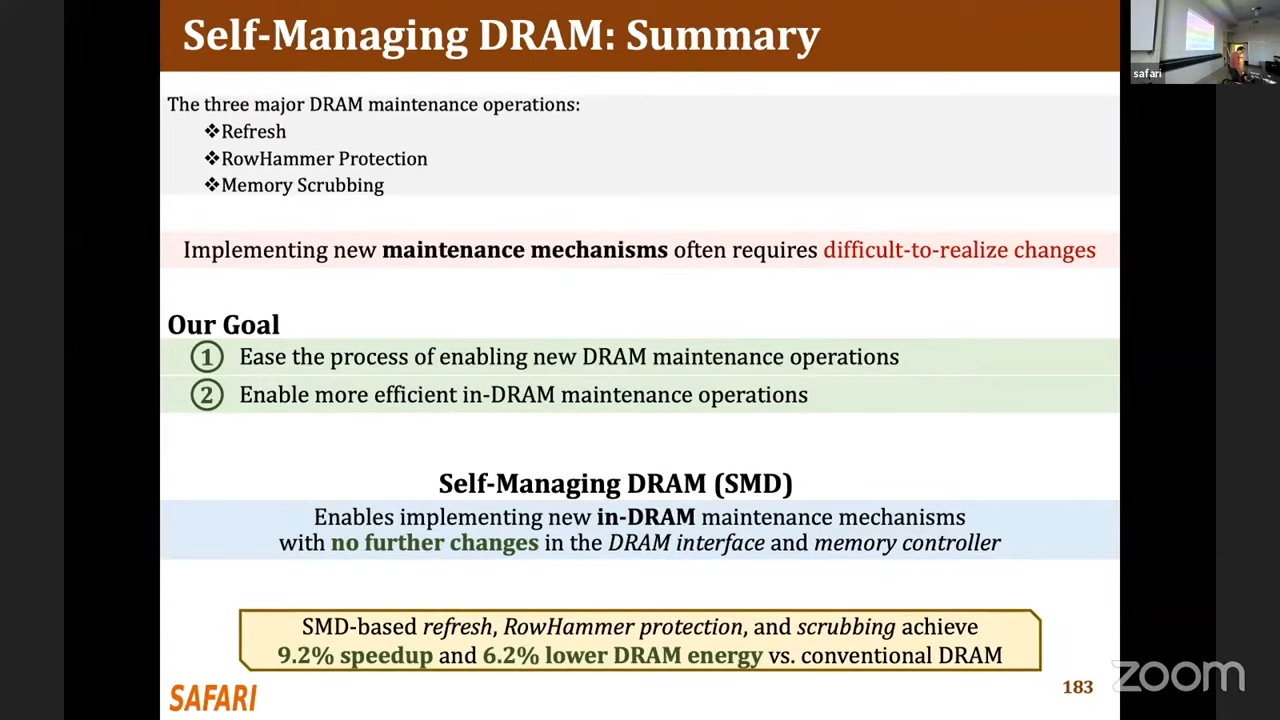 Self-Managing DRAM: Summary
safari
The three major DRAM maintenance operations:
❖Refresh
❖RowHammer Protection
❖Memory Scrubbing
Implementing new maintenance mechanisms often requires difficult-to-realize changes
Our Goal
1 Ease the process of enabling new DRAM maintenance operations
2 Enable more efficient in-DRAM maintenance operations
Self-Managing DRAM (SMD)
Enables implementing new in-DRAM maintenance mechanisms
with no further changes in the DRAM interface and memory controller
SMD-based refresh, RowHammer protection, and scrubbing achieve
9.2% speedup and 6.2% lower DRAM energy vs. conventional DRAM
SAFARI
183
zoom